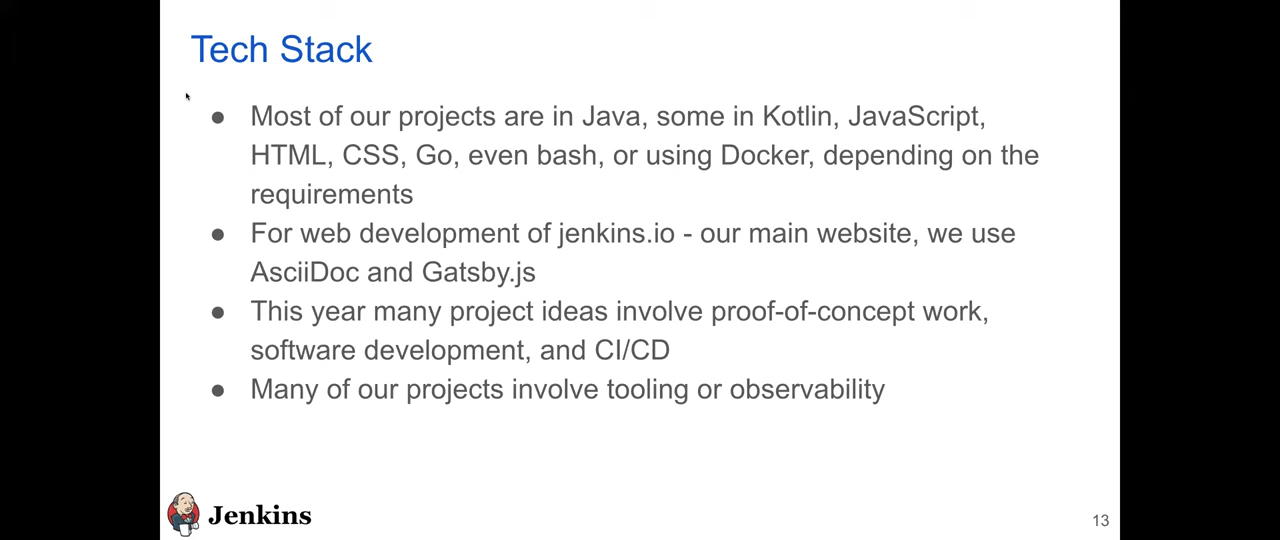 Tech Stack
● Most of our projects are in Java, some in Kotlin, JavaScript,
HTML, CSS, Go, even bash, or using Docker, depending on the
requirements
● For web development of jenkins.io - our main website, we use
AsciiDoc and Gatsby.js
● This year many project ideas involve proof-of-concept work,
software development, and CI/CD
● Many of our projects involve tooling or observability
Jenkins
13